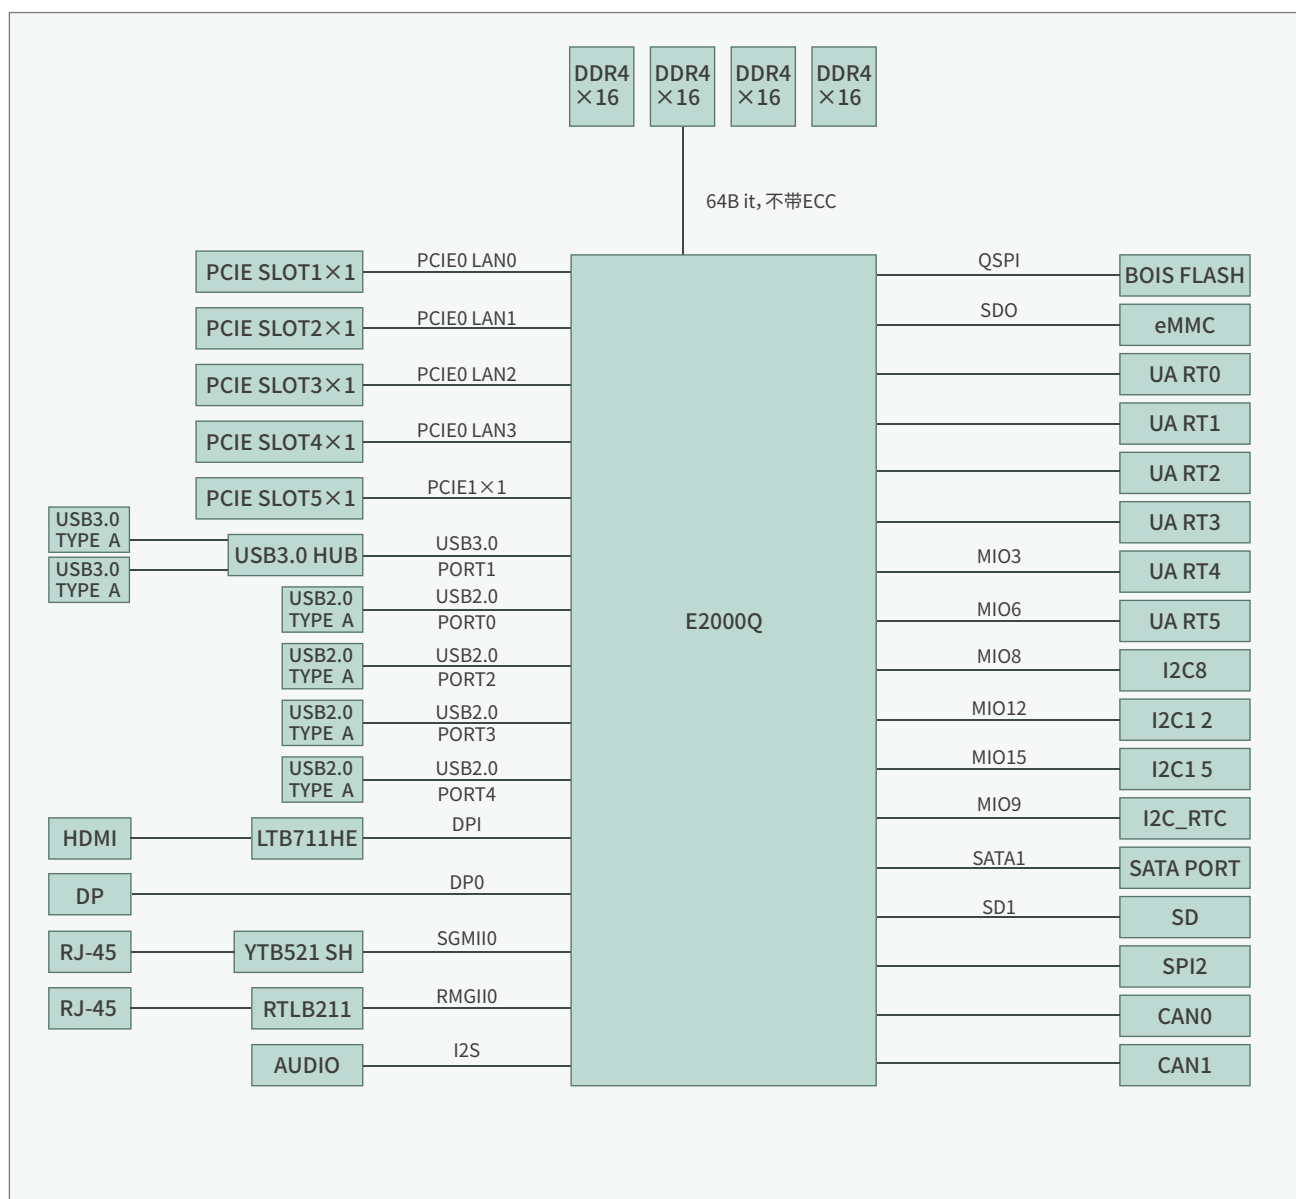 DDR4
×16
DDR4
×16
DDR4
×16
DDR4
×16
64B it, 不带ECC
PCIE SLOT1×1
PCIE0 LAN0
PCIE SLOT2×1
PCIE0 LAN1
PCIE SLOT3×1
PCIE0 LAN2
PCIE SLOT4×1
PCIE0 LAN3
PCIE SLOT5×1
PCIE1×1
USB3.0
TYPE A
USB3.0
TYPE A
USB3.0 HUB
USB3.0
PORT1
USB2.0
TYPE A
USB2.0
PORT0
USB2.0
TYPE A
USB2.0
PORT2
USB2.0
TYPE A
USB2.0
PORT3
USB2.0
TYPE A
USB2.0
PORT4
HDMI
LTB711HE
DPI
DP
DP0
RJ-45
YTB521 SH
SGMII0
RJ-45
RTLB211
RMGII0
AUDIO
I2S
E2000Q
QSPI
BOIS FLASH
SDO
eMMC
UA RT0
UA RT1
UA RT2
UA RT3
MIO3
UA RT4
MIO6
UA RT5
MIO8
I2C8
MIO12
I2C1 2
MIO15
I2C1 5
MIO9
I2C_RTC
SATA1
SATA PORT
SD1
SD
SPI2
CAN0
CAN1